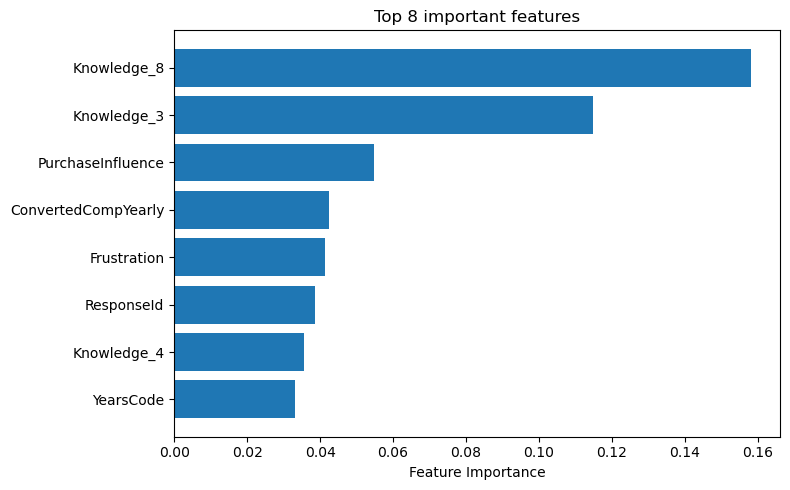 Top 8 important features
Knowledge_8
Knowledge_3
PurchaseInfluence
ConvertedCompYearly
Frustration
ResponseId
Knowledge_4
YearsCode
0.00 0.02 0.04 0.06 0.08 0.10 0.12 0.14 0.16
Feature Importance